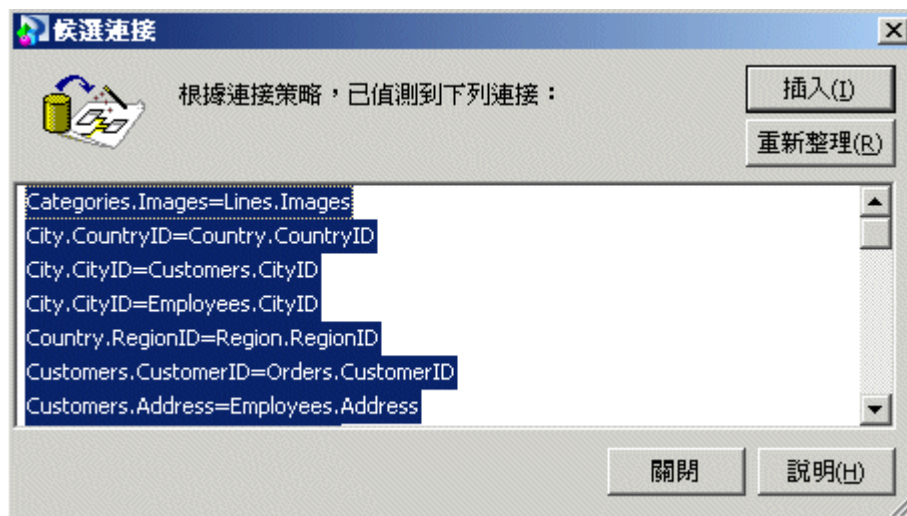 候選連接
根據連接策略，已偵測到下列連接：
插入(I)
重新整理(R)
Categories.Images=Lines.Images
City.CountryID=Country.CountryID
City.CityID=Customers.CityID
City.CityID=Employees.CityID
Country.RegionID=Region.RegionID
Customers.CustomerID=Orders.CustomerID
Customers.Address=Employees.Address
關閉
說明(H)